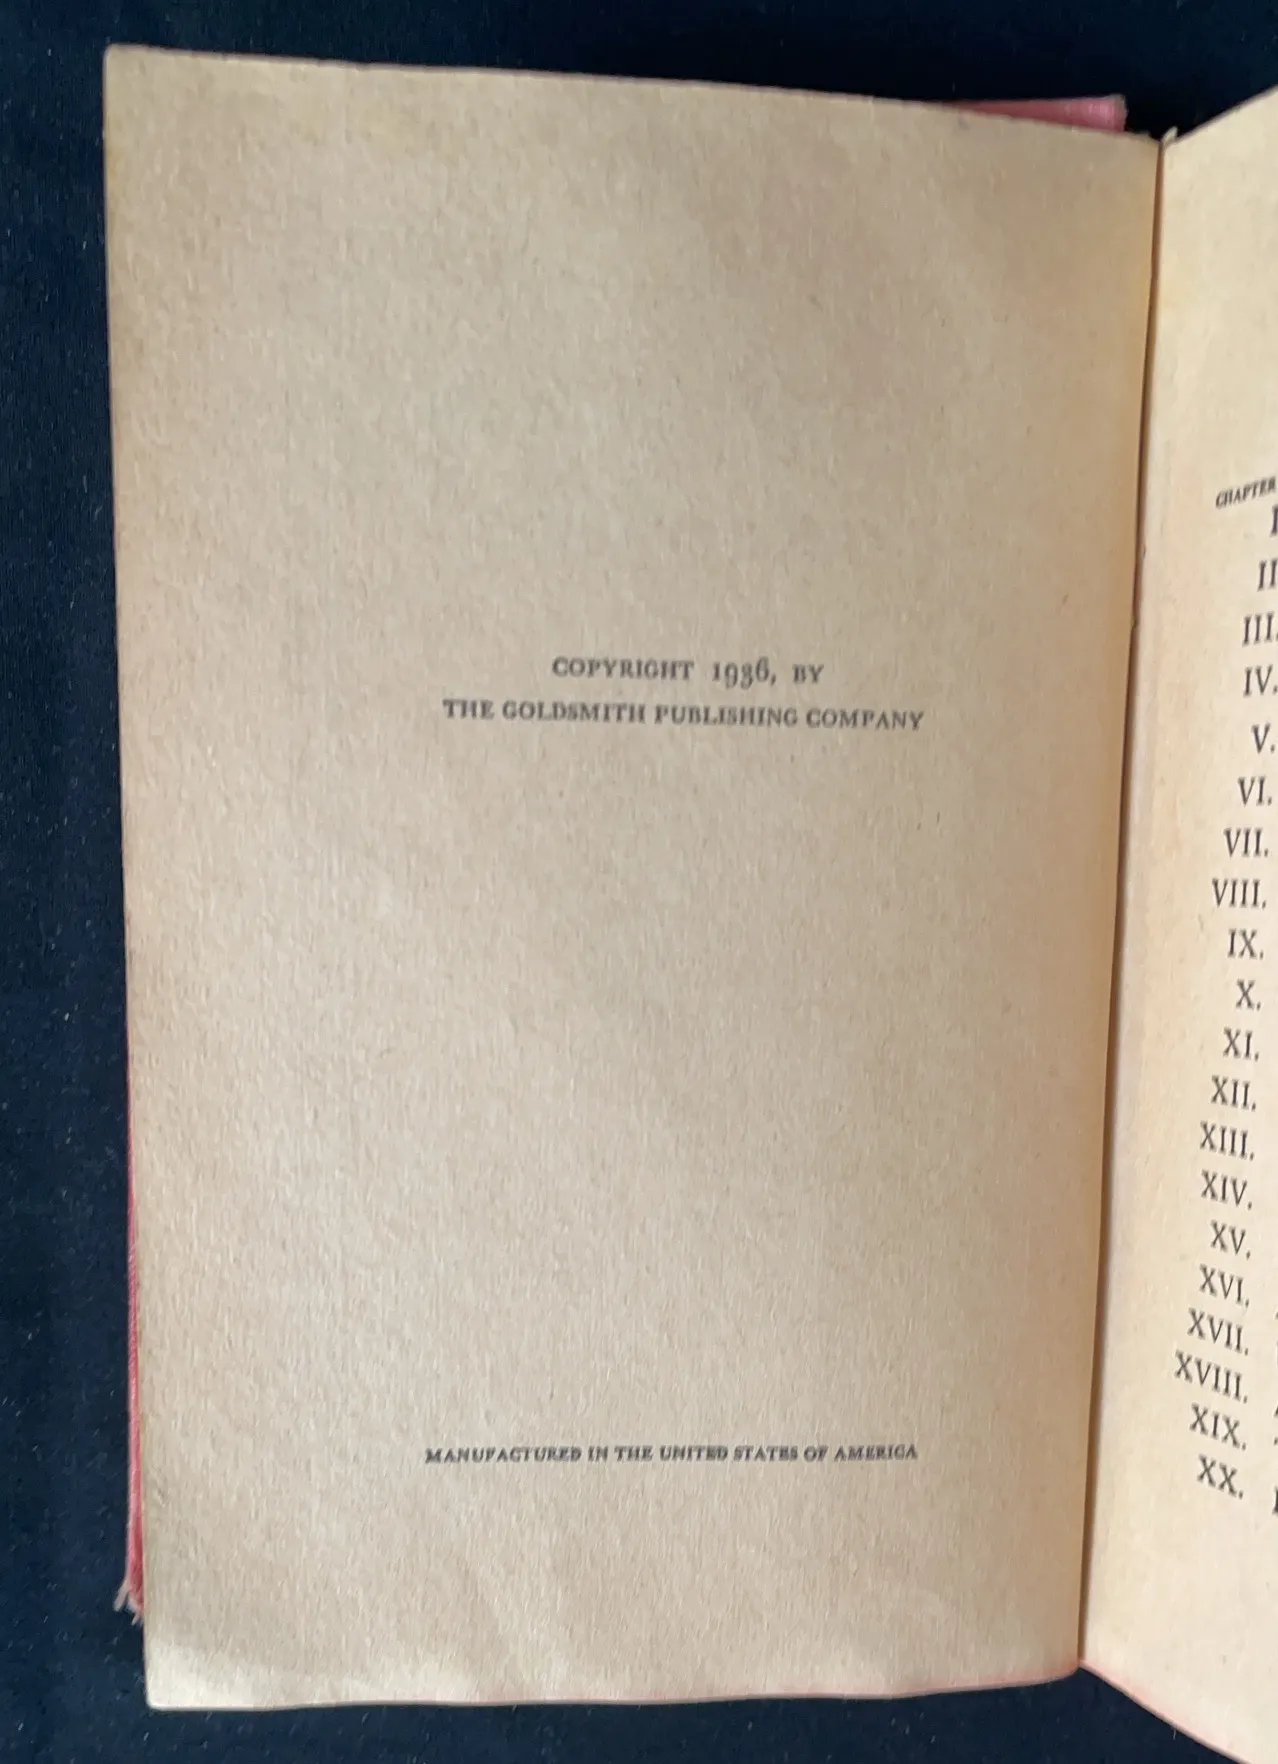 COPYRIGHT 1936, BY
THE GOLDSMITH PUBLISHING COMPANY
MANUFACTURED IN THE UNITED STATES OF AMERICA
CHAPTER
I
II
III.
IV.
V.
VI.
VII.
VIII.
IX.
X.
XI.
XII.
XIII.
XIV.
XV.
XVI.
XVII.
XVIII.
XIX.
XX.